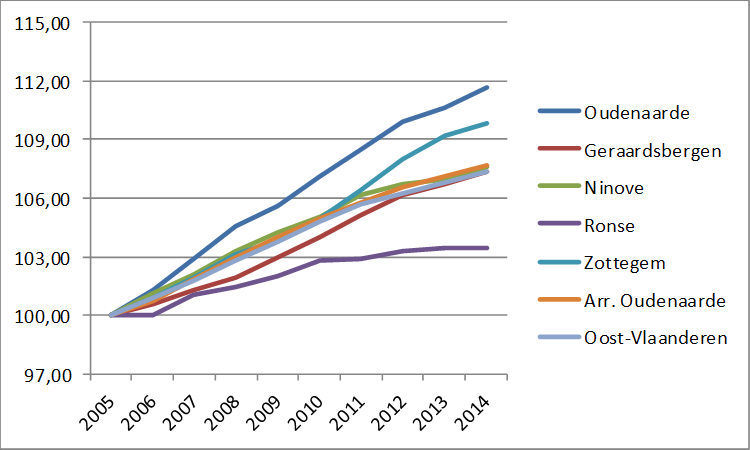 115,00
112,00
109,00
106,00
103,00
100,00
97,00
2005 2006 2007 2008 2009 2010 2011 2012 2013 2014
Oudenaarde
Geraardsbergen
Ninove
Ronse
Zottegem
Arr. Oudenaarde
Oost-Vlaanderen